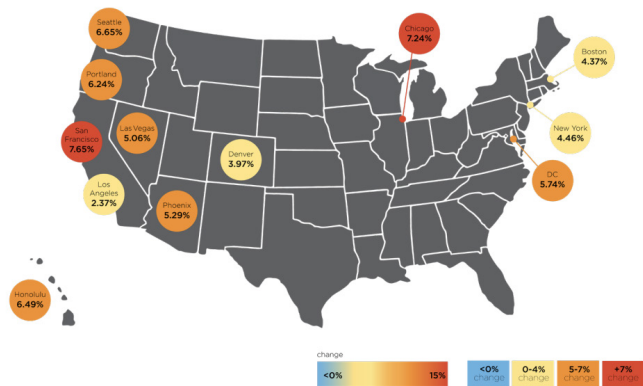 Seattle
6.65%
Chicago
7.24%
Boston
4.37%
Portland
6.24%
San
Francisco
7.65%
Las Vegas
5.06%
Denver
3.97%
New York
4.46%
Los
Angeles
2.37%
Phoenix
5.29%
DC
5.74%
Honolulu
6.49%
change
<0%
15%
<0%
change
0-4%
change
5-7%
change
+7%
change